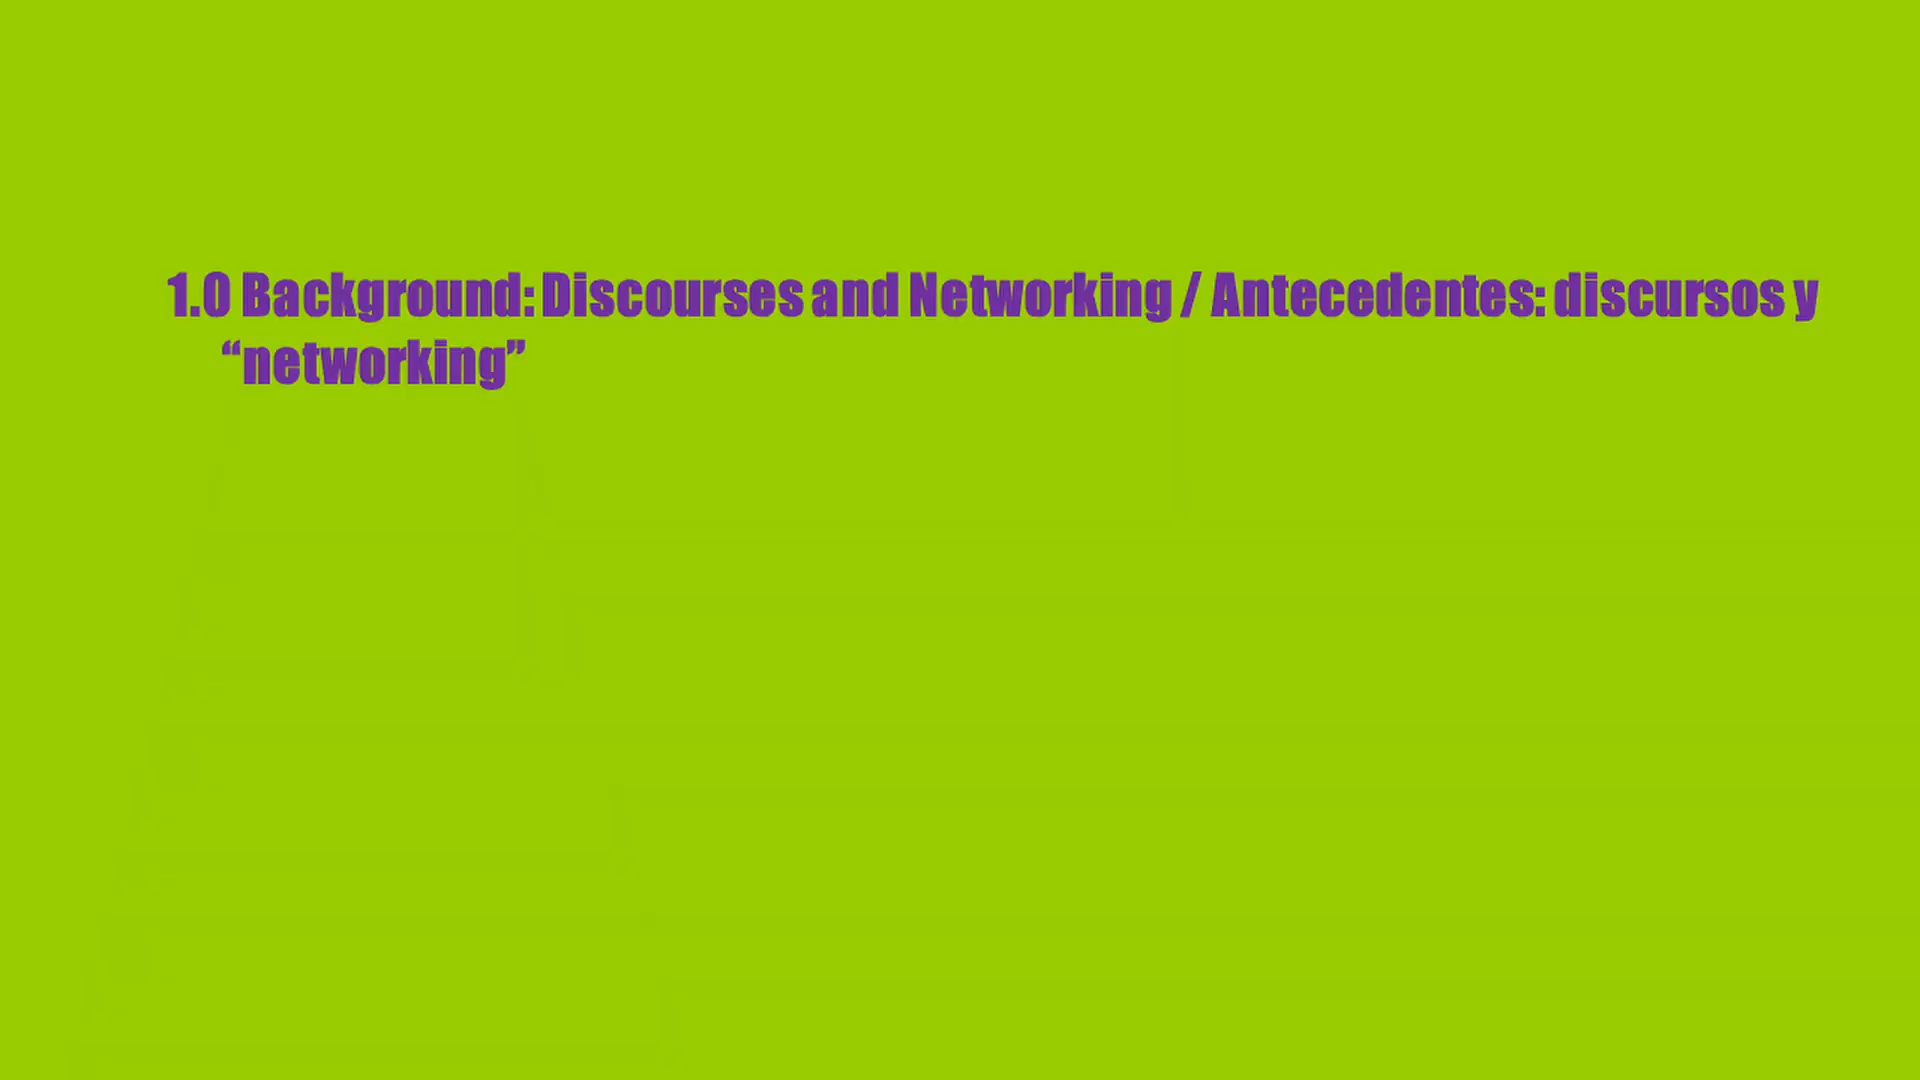 1.0 Background: Discourses and Networking / Antecedentes: discursos y
“networking”